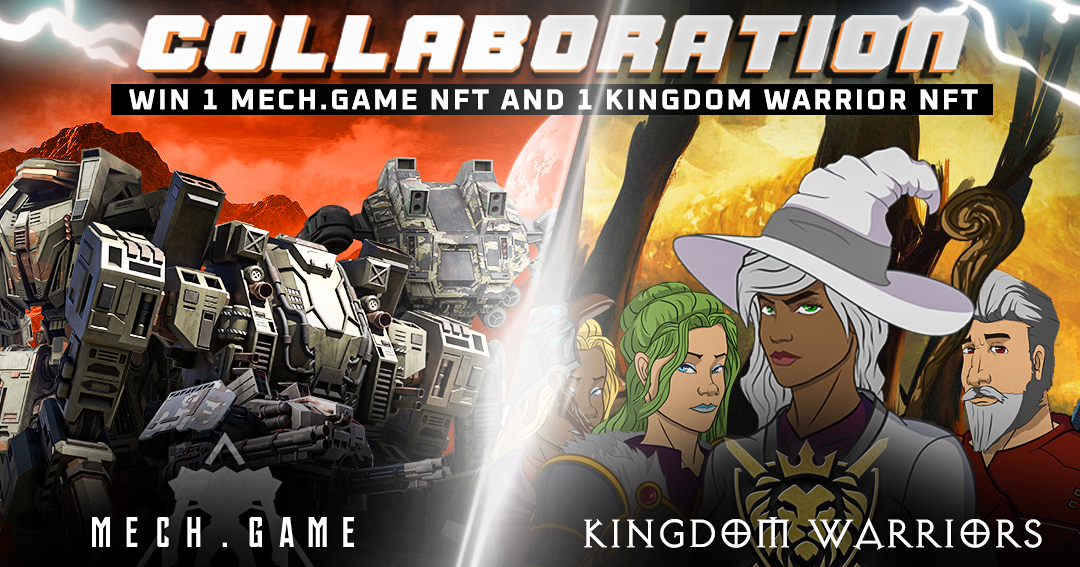 COLLABORATION
WIN 1 MECH.GAME NFT AND 1 KINGDOM WARRIOR NFT
MECH.GAME
KINGDOM WARRIORS